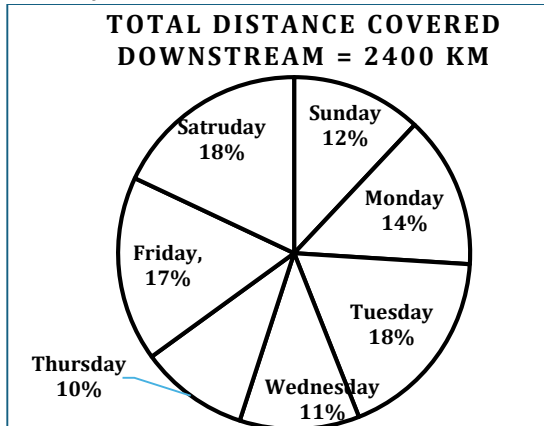 TOTAL DISTANCE COVERED
DOWNSTREAM = 2400 KM
Sunday
12%
Monday
14%
Tuesday
18%
Wednesday
11%
Thursday
10%
Friday,
17%
Satruday
18%